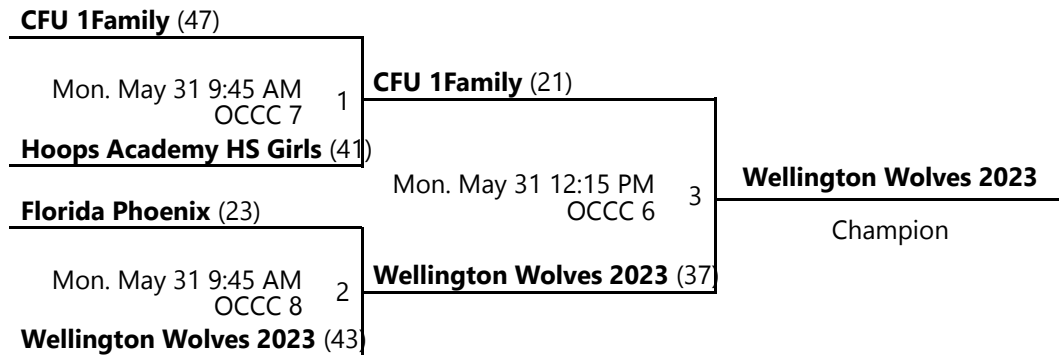 CFU 1Family (47)
Mon. May 31 9:45 AM
OCCC 7
1
CFU 1Family (21)
Hoops Academy HS Girls (41)
Mon. May 31 12:15 PM
OCCC 6
3
Wellington Wolves 2023
Champion
Florida Phoenix (23)
Mon. May 31 9:45 AM
OCCC 8
2
Wellington Wolves 2023 (37)
Wellington Wolves 2023 (43)